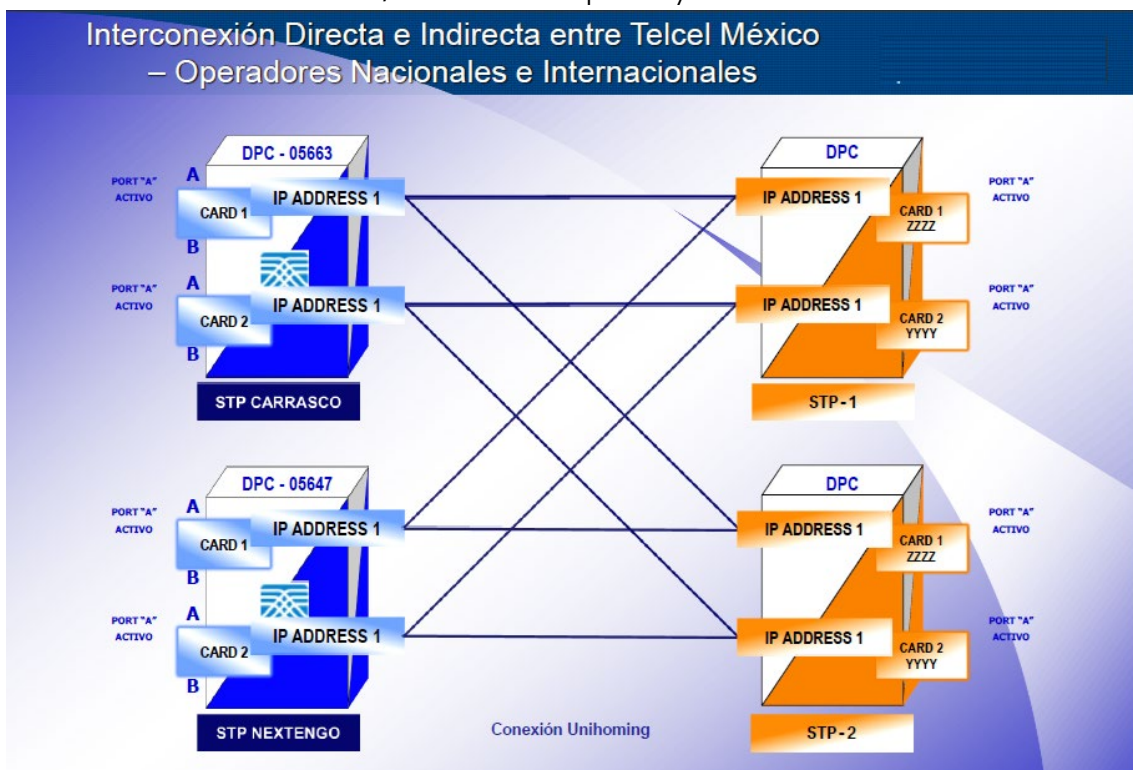 Interconexión Directa e Indirecta entre Telcel México
– Operadores Nacionales e Internacionales
DPC - 05663
DPC
PORT "A"
ACTIVO
A
CARD 1
B
IP ADDRESS 1
IP ADDRESS 1
CARD 1
ZZZZ
PORT "A"
ACTIVO
PORT "A"
ACTIVO
A
CARD 2
B
IP ADDRESS 1
IP ADDRESS 1
CARD 2
YYYY
PORT "A"
ACTIVO
STP CARRASCO
STP-1
DPC - 05647
DPC
PORT "A"
ACTIVO
A
CARD 1
B
IP ADDRESS 1
IP ADDRESS 1
CARD 1
ZZZZ
PORT "A"
ACTIVO
PORT "A"
ACTIVO
A
CARD 2
B
IP ADDRESS 1
IP ADDRESS 1
CARD 2
YYYY
PORT "A"
ACTIVO
STP NEXTENGO
Conexión Unihoming
STP-2